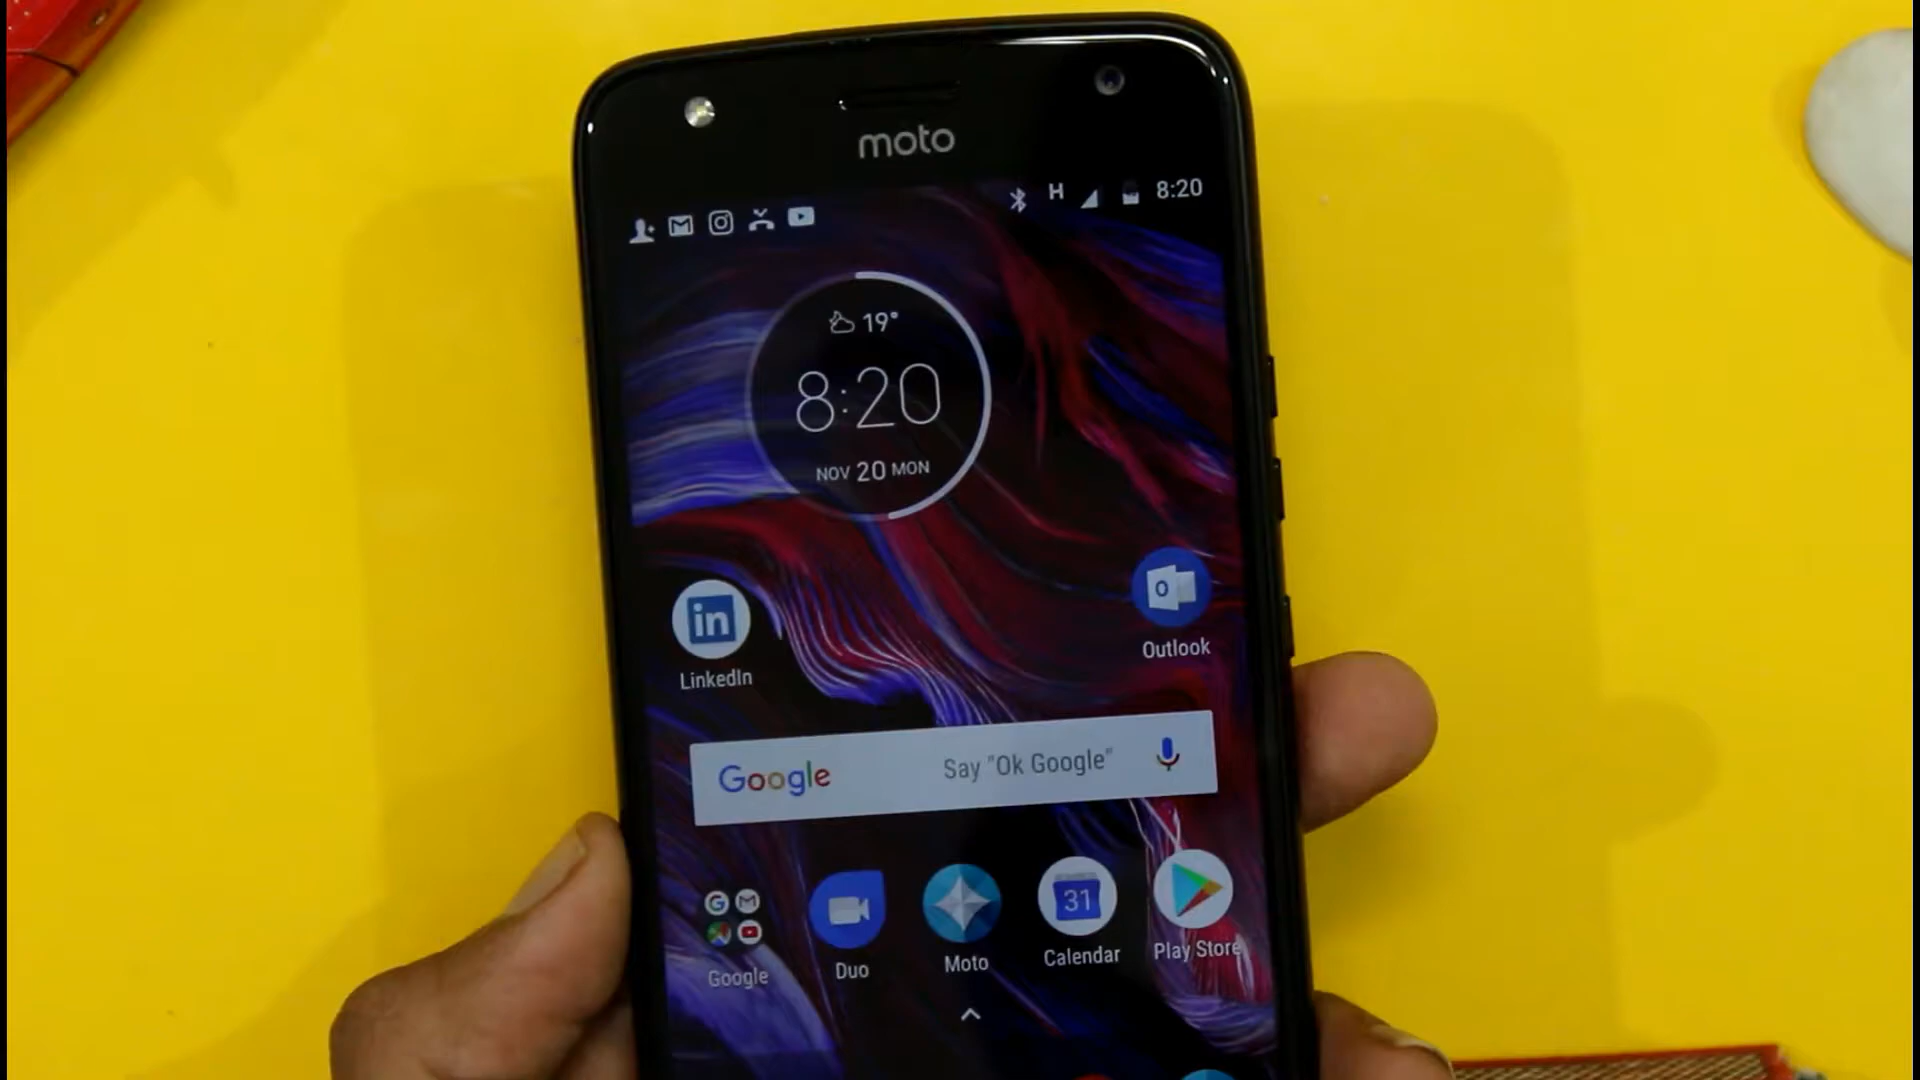 moto
H 8:20
19°
8:20
NOV 20 MON
in
LinkedIn
O
Outlook
Google Say "Ok Google"
G
31
Google Duo Moto Calendar Play Store